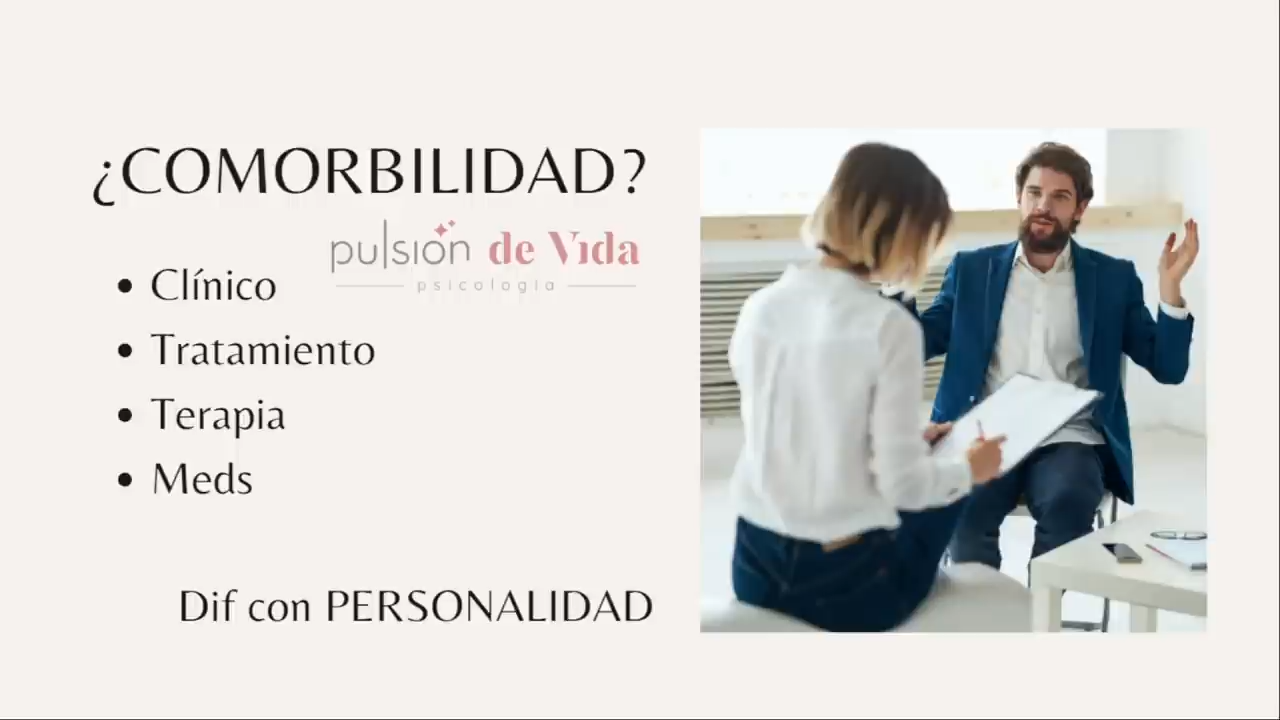 ¿COMORBILIDAD?
pulsión de Vida
psicología
• Clínico
• Tratamiento
• Terapia
• Meds
Dif con PERSONALIDAD